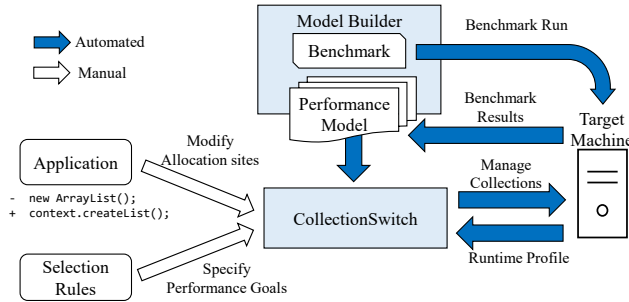 Model Builder
Benchmark
Benchmark Run
Automated
Manual
Performance
Model
Benchmark
Results
Target
Machine
Application
Modify
Allocation sites
- new ArrayList();
+ context.createList();
CollectionSwitch
Manage
Collections
Runtime Profile
Selection
Rules
Specify
Performance Goals